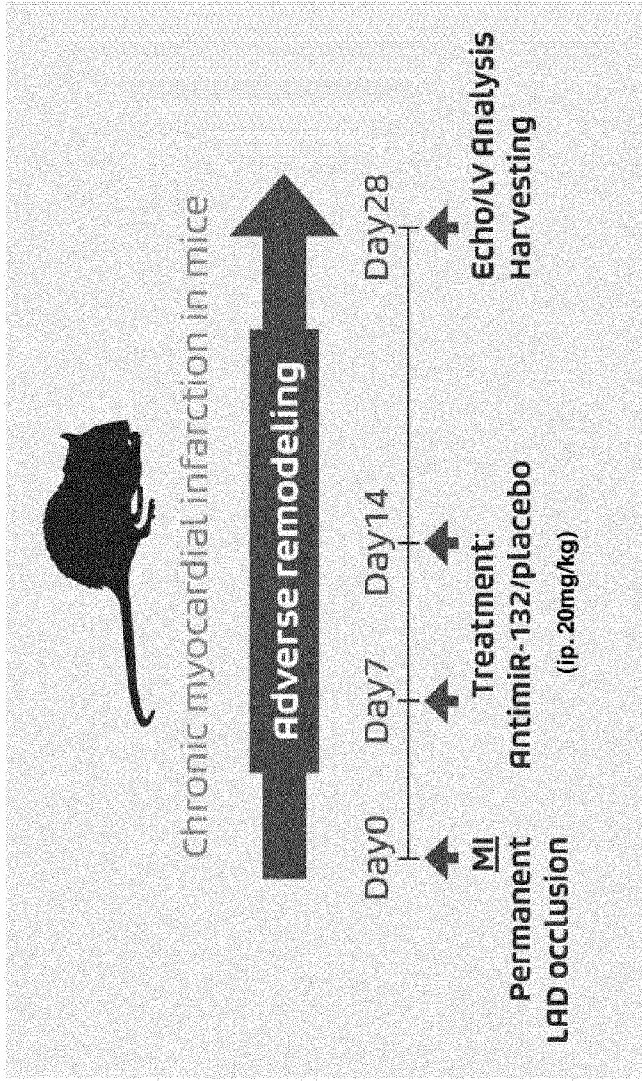 Chronic myocardial infarction in mice
Adverse remodeling
Day0
Day7
Day14
Day28
MI
Permanent
LAD occlusion
Treatment:
AntimiR-132/placebo
(ip. 20mg/kg)
Echo/LV Analysis
Harvesting